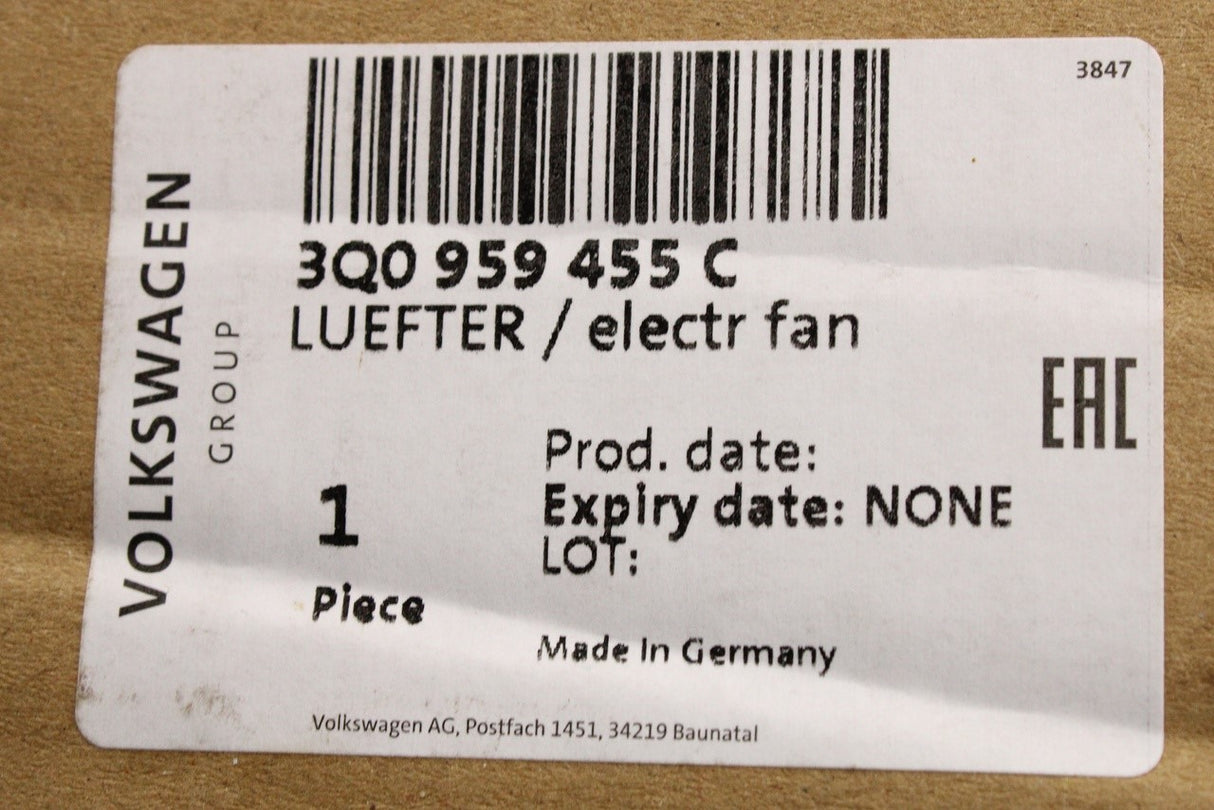 3847
VOLKSWAGEN
GROUP
3Q0 959 455 C
LUEFTER / electr fan
EAC
Prod. date:
Expiry date: NONE
LOT:
1
Piece
Made In Germany
Volkswagen AG, Postfach 1451, 34219 Baunatal